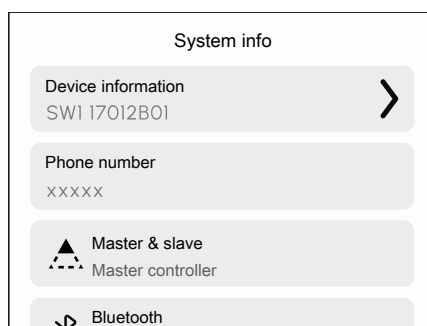 System info
Device information
SW1 17012B01
Phone number
xxxxx
Master & slave
Master controller
Bluetooth